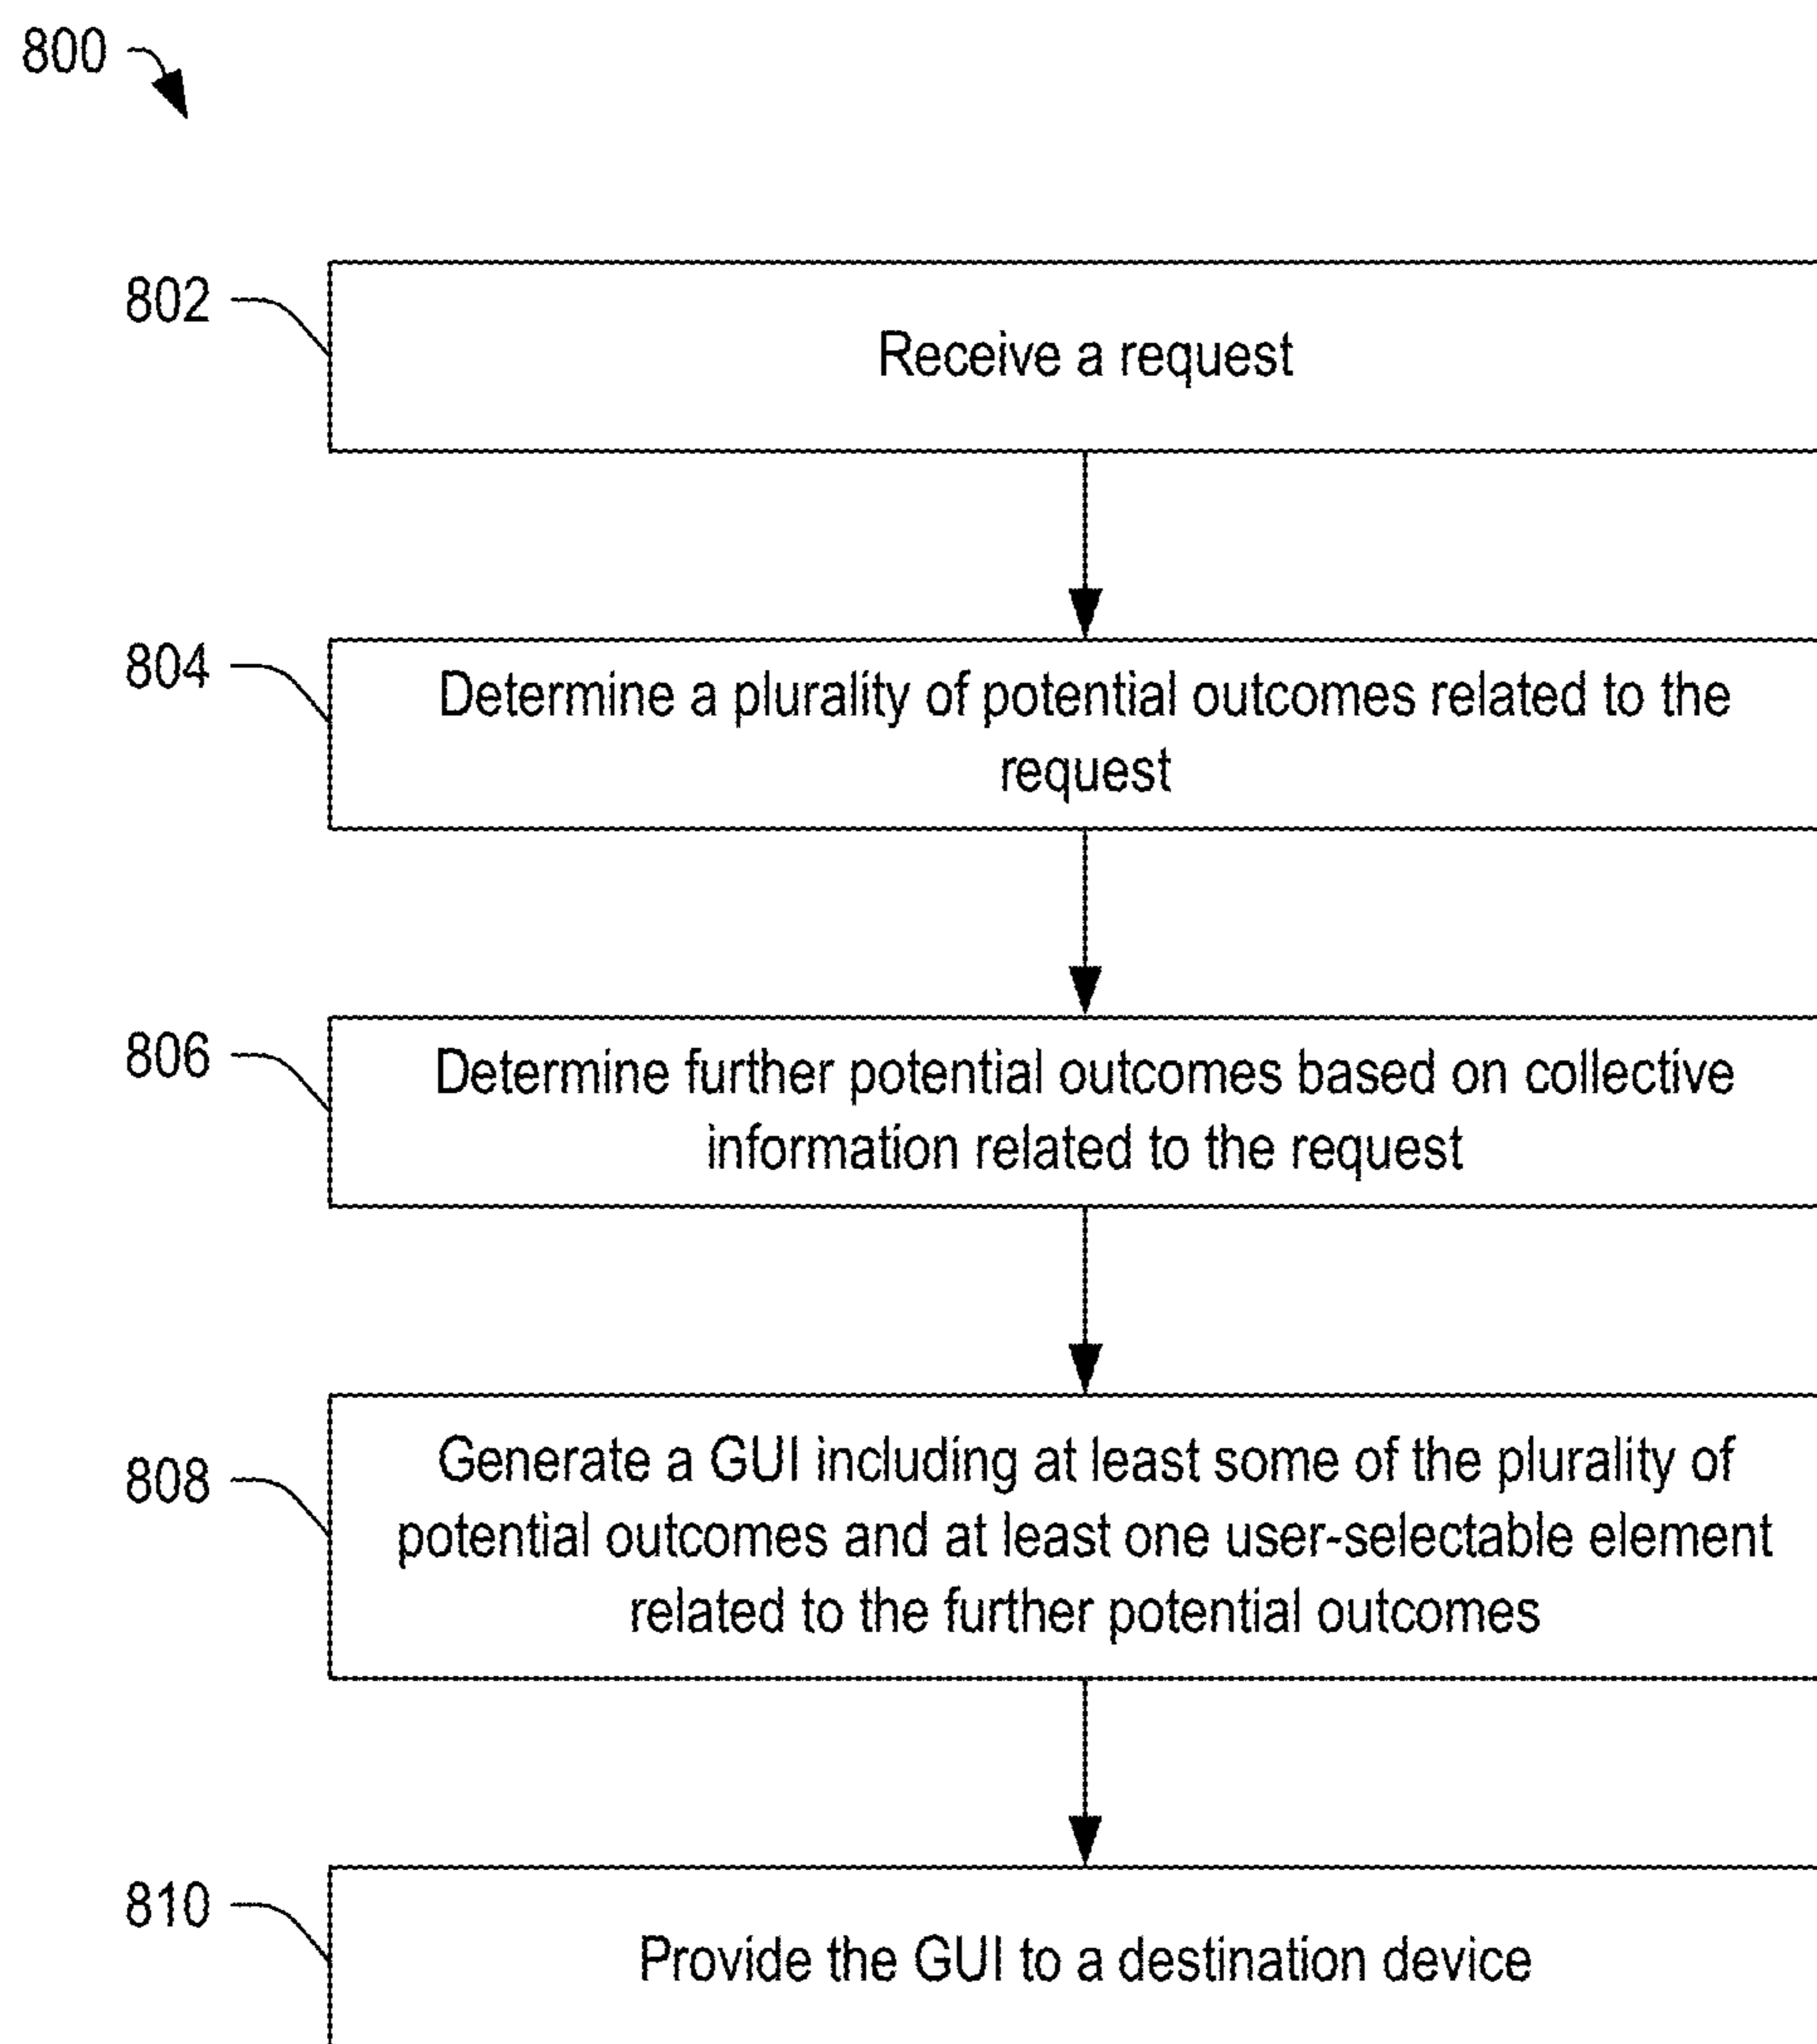 800
802
Receive a request
804
Determine a plurality of potential outcomes related to the
request
806
Determine further potential outcomes based on collective
information related to the request
808
Generate a GUI including at least some of the plurality of
potential outcomes and at least one user-selectable element
related to the further potential outcomes
810
Provide the GUI to a destination device